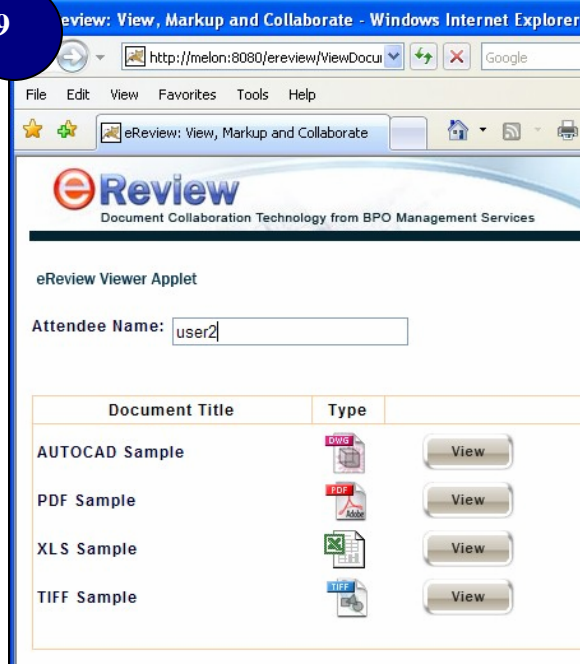 9
eview: View, Markup and Collaborate - Windows Internet Explorer
http://melon:8080/ereview/ViewDocu
Google
File Edit View Favorites Tools Help
eReview: View, Markup and Collaborate
eReview
Document Collaboration Technology from BPO Management Services
eReview Viewer Applet
Attendee Name: user2
Document Title Type
AUTOCAD Sample DWG View
PDF Sample PDF Adobe View
XLS Sample View
TIFF Sample TIFF View